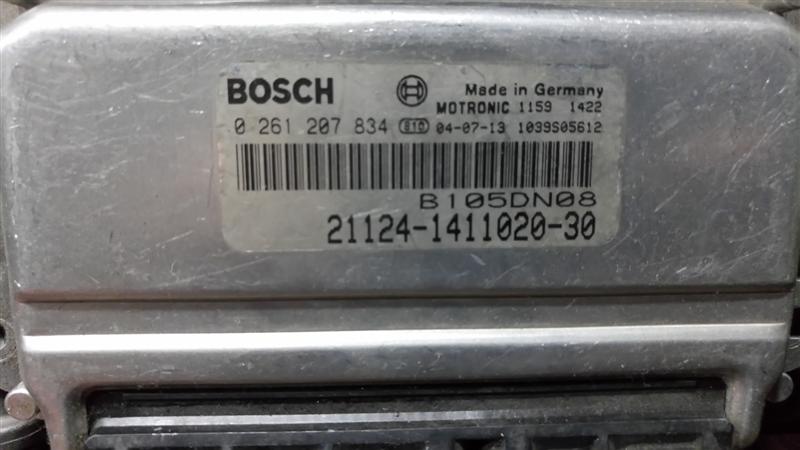 BOSCH Made in Germany
MOTRONIC 1159 1422
0 261 207 834 S10 04-07-13 1039S05612
B105DN08
21124-1411020-30